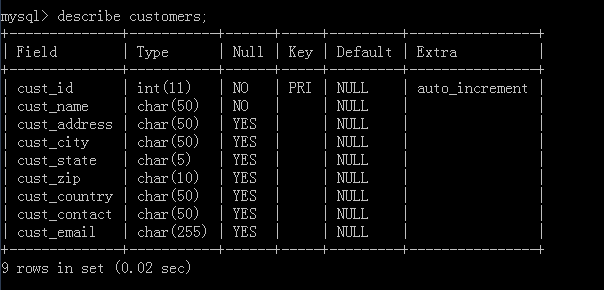 mysql> describe customers;
+--------------+-----------+------+-----+---------+----------------+
| Field        | Type      | Null | Key | Default | Extra          |
+--------------+-----------+------+-----+---------+----------------+
| cust_id      | int(11)   | NO   | PRI | NULL    | auto_increment |
| cust_name    | char(50)  | NO   |     | NULL    |                |
| cust_address | char(50)  | YES  |     | NULL    |                |
| cust_city    | char(50)  | YES  |     | NULL    |                |
| cust_state   | char(5)   | YES  |     | NULL    |                |
| cust_zip     | char(10)  | YES  |     | NULL    |                |
| cust_country | char(50)  | YES  |     | NULL    |                |
| cust_contact | char(50)  | YES  |     | NULL    |                |
| cust_email   | char(255) | YES  |     | NULL    |                |
+--------------+-----------+------+-----+---------+----------------+
9 rows in set (0.02 sec)